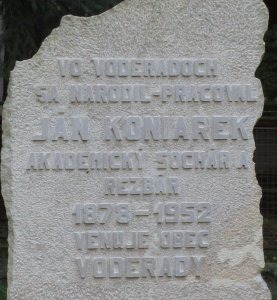 VO VODERADOCH
SA NARODIL-PRACOVAL
JÁN KONIAREK
AKADEMICKÝ SOCHÁR A
REZBÁR
1878-1952
VENUJE OBEC
VODERADY